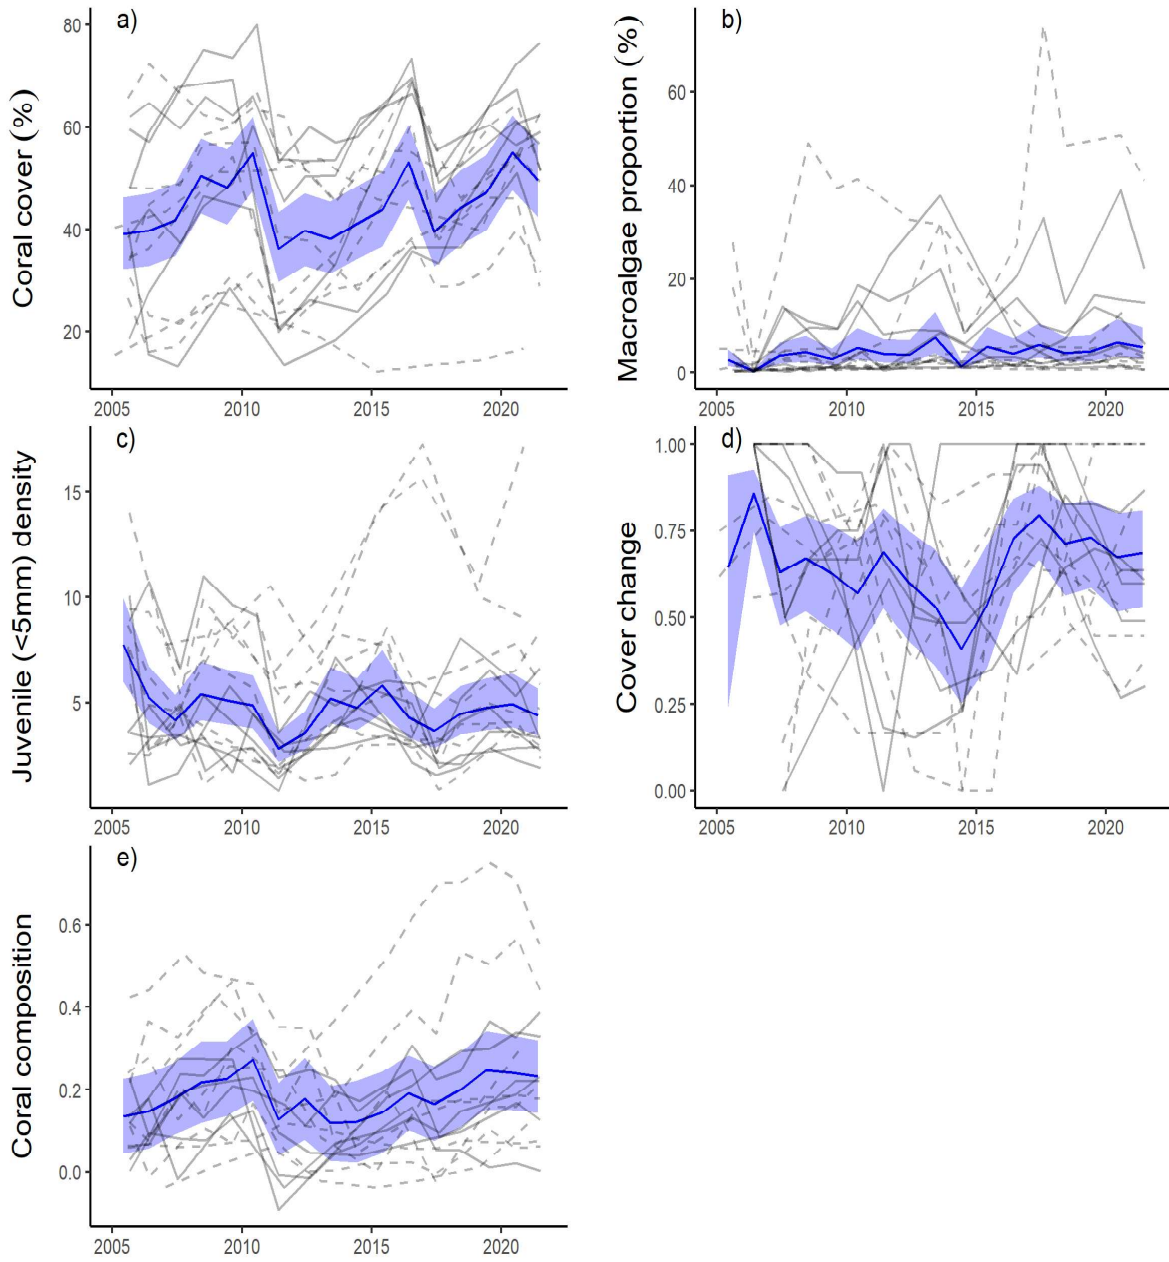 a)
Coral cover (%)
80
60
40
20
2005 2010 2015 2020
b)
Macroalgae proportion (%)
60
40
20
0
2005 2010 2015 2020
c)
Juvenile (<5mm) density
15
10
5
2005 2010 2015 2020
d)
Cover change
1.00
0.75
0.50
0.25
0.00
2005 2010 2015 2020
e)
Coral composition
0.6
0.4
0.2
0.0
2005 2010 2015 2020